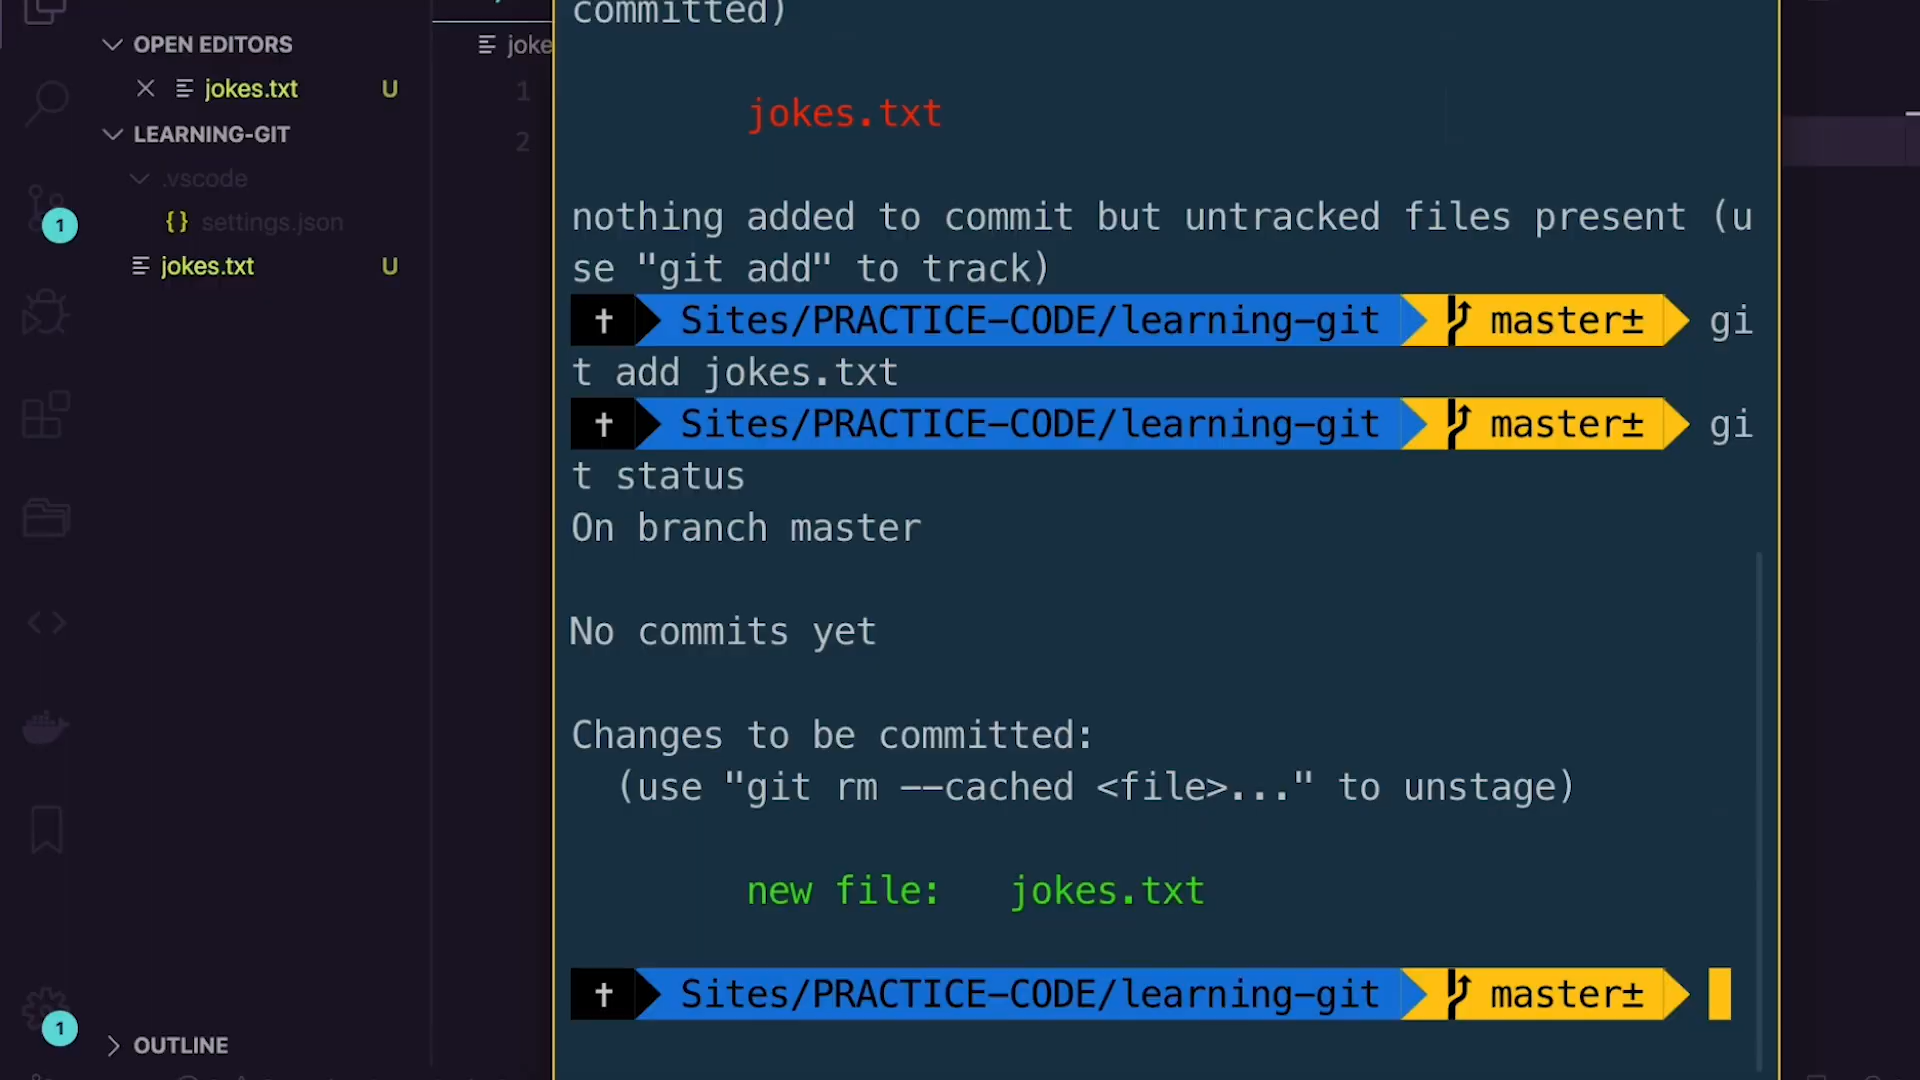 OPEN EDITORS
jokes.txt U
LEARNING-GIT
.vscode
{} settings.json
jokes.txt U
OUTLINE
1
1
joke
1
2
committed)
jokes.txt
nothing added to commit but untracked files present (u
se "git add" to track)
† Sites/PRACTICE-CODE/learning-git master± gi
t add jokes.txt
† Sites/PRACTICE-CODE/learning-git master± gi
t status
On branch master
No commits yet
Changes to be committed:
(use "git rm --cached <file>..." to unstage)
new file: jokes.txt
† Sites/PRACTICE-CODE/learning-git master±